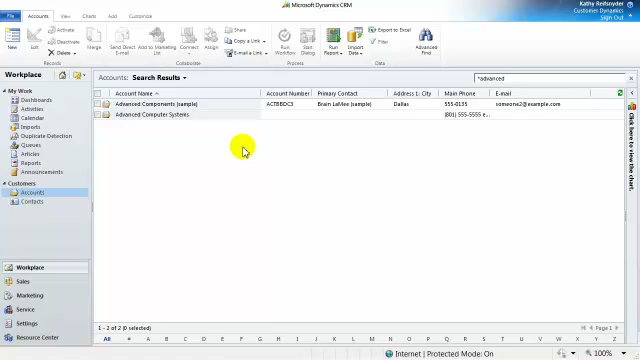 Microsoft Dynamics CRM
Kathy Reifsnyder
Customer Dynamics
Sign Out
File
Accounts
View
Charts
Add
Customize
New
Edit
Activate
Deactivate
Delete
Merge
Send Direct E-mail
Add to Marketing List
Connect
Assign
Share
Copy a Link
E-mail a Link
Run Workflow
Start Dialog
Run Report
Import Data
Export to Excel
Filter
Advanced Find
Records
Collaborate
Process
Data
Workplace
Accounts: Search Results
*advanced
My Work
Dashboards
Activities
Calendar
Imports
Duplicate Detection
Queues
Articles
Reports
Announcements
Customers
Accounts
Contacts
Account Name
Account Number
Primary Contact
Address 1: City
Main Phone
E-mail
Advanced Components (sample)
ACTBBDC3
Brain LaMee (sample)
Dallas
555-0135
someone2@example.com
Advanced Computer Systems
(801) 555-5555 e...
Click here to view the chart.
Workplace
Sales
Marketing
Service
Settings
Resource Center
1 - 2 of 2 (0 selected)
Page 1
All # A B C D E F G H I J K L M N O P Q R S T U V W X Y Z
Internet | Protected Mode: On
100%